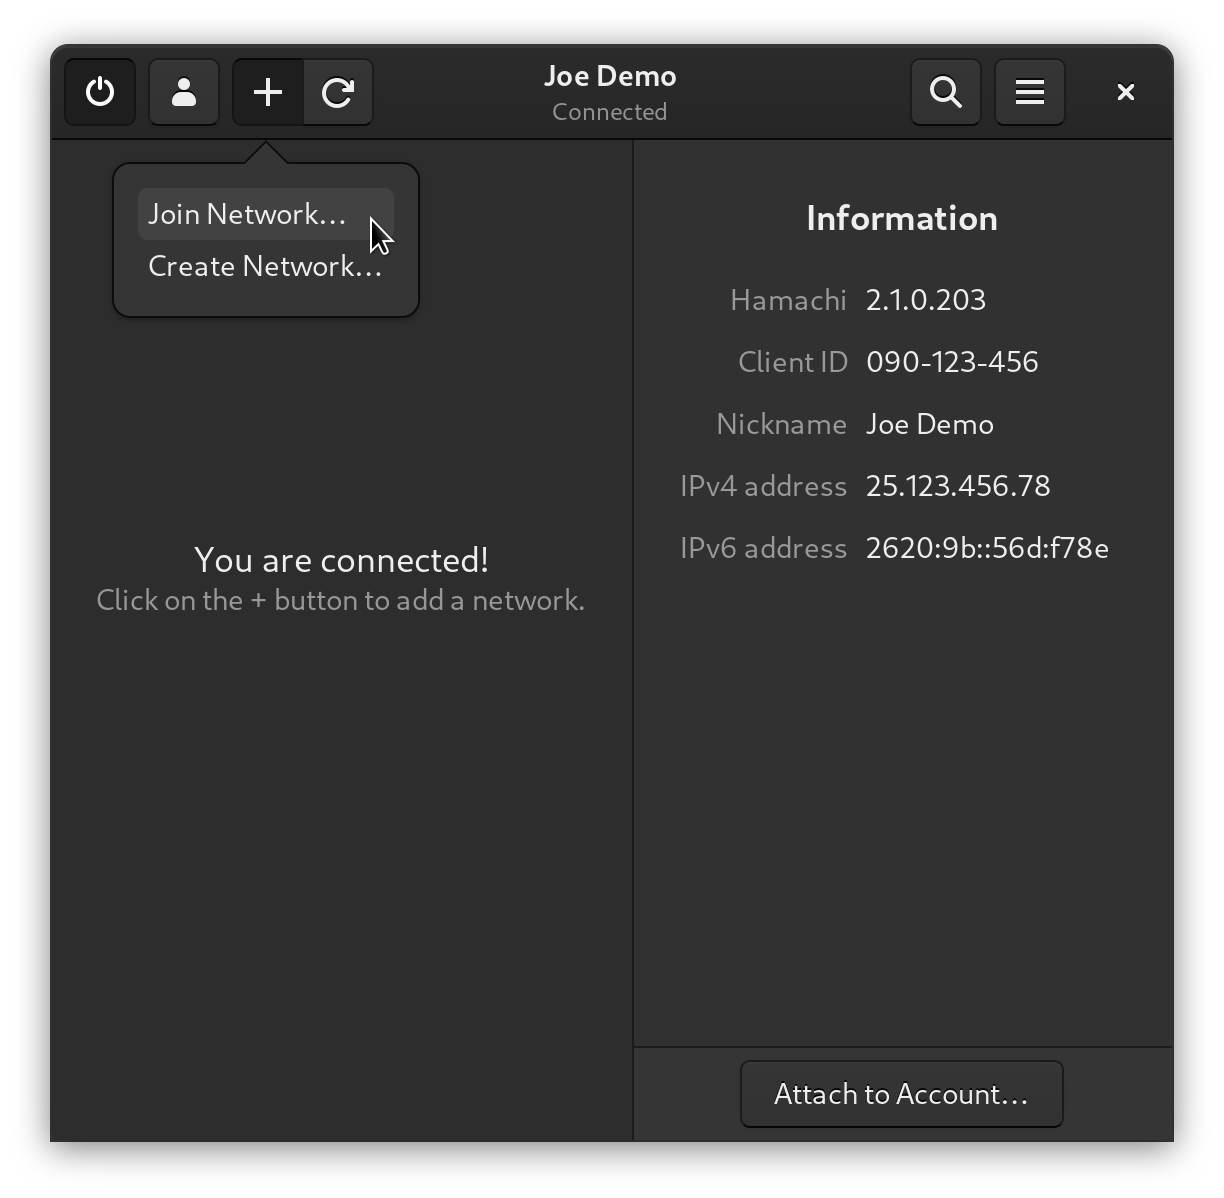 Joe Demo
Connected
Join Network...
Create Network...
You are connected!
Click on the + button to add a network.
Information
Hamachi 2.1.0.203
Client ID 090-123-456
Nickname Joe Demo
IPv4 address 25.123.456.78
IPv6 address 2620:9b::56d:f78e
Attach to Account...